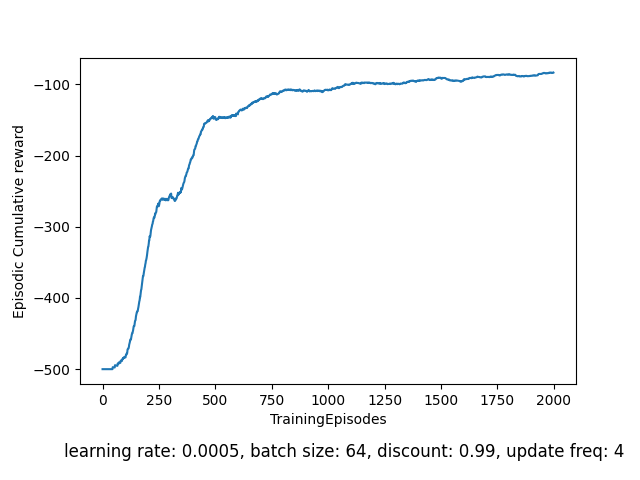 −100
−200
−300
−400
−500
Episodic Cumulative reward
0 250 500 750 1000 1250 1500 1750 2000
TrainingEpisodes
learning rate: 0.0005, batch size: 64, discount: 0.99, update freq: 4